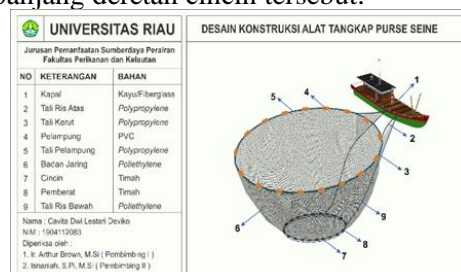 panjang deretan cincin tersebut.
UNIVERSITAS RIAU
Jurusan Pemanfaatan Sumberdaya Perairan
Fakultas Perikanan dan Kelautan
NO KETERANGAN BAHAN
1 Kapal Kayu/Fiberglass
2 Tali Ris Atas Polypropylene
3 Tali Kerut Polypropylene
4 Pelampung PVC
5 Tali Pelampung Polypropylene
6 Badan Jaring Poliethylene
7 Cincin Timah
8 Pemberat Timah
9 Tali Ris Bawah Poliethylene
Nama : Cavita Dwi Lestari Deviko
NIM : 1904112083
Diperiksa oleh :
1. Ir. Arthur Brown, M.Si ( Pembimbing I )
2. Isnaniah, S.Pi, M.Si ( Pembimbing II )
DESAIN KONSTRUKSI ALAT TANGKAP PURSE SEINE
1
2
3
4
5
6
7
8
9